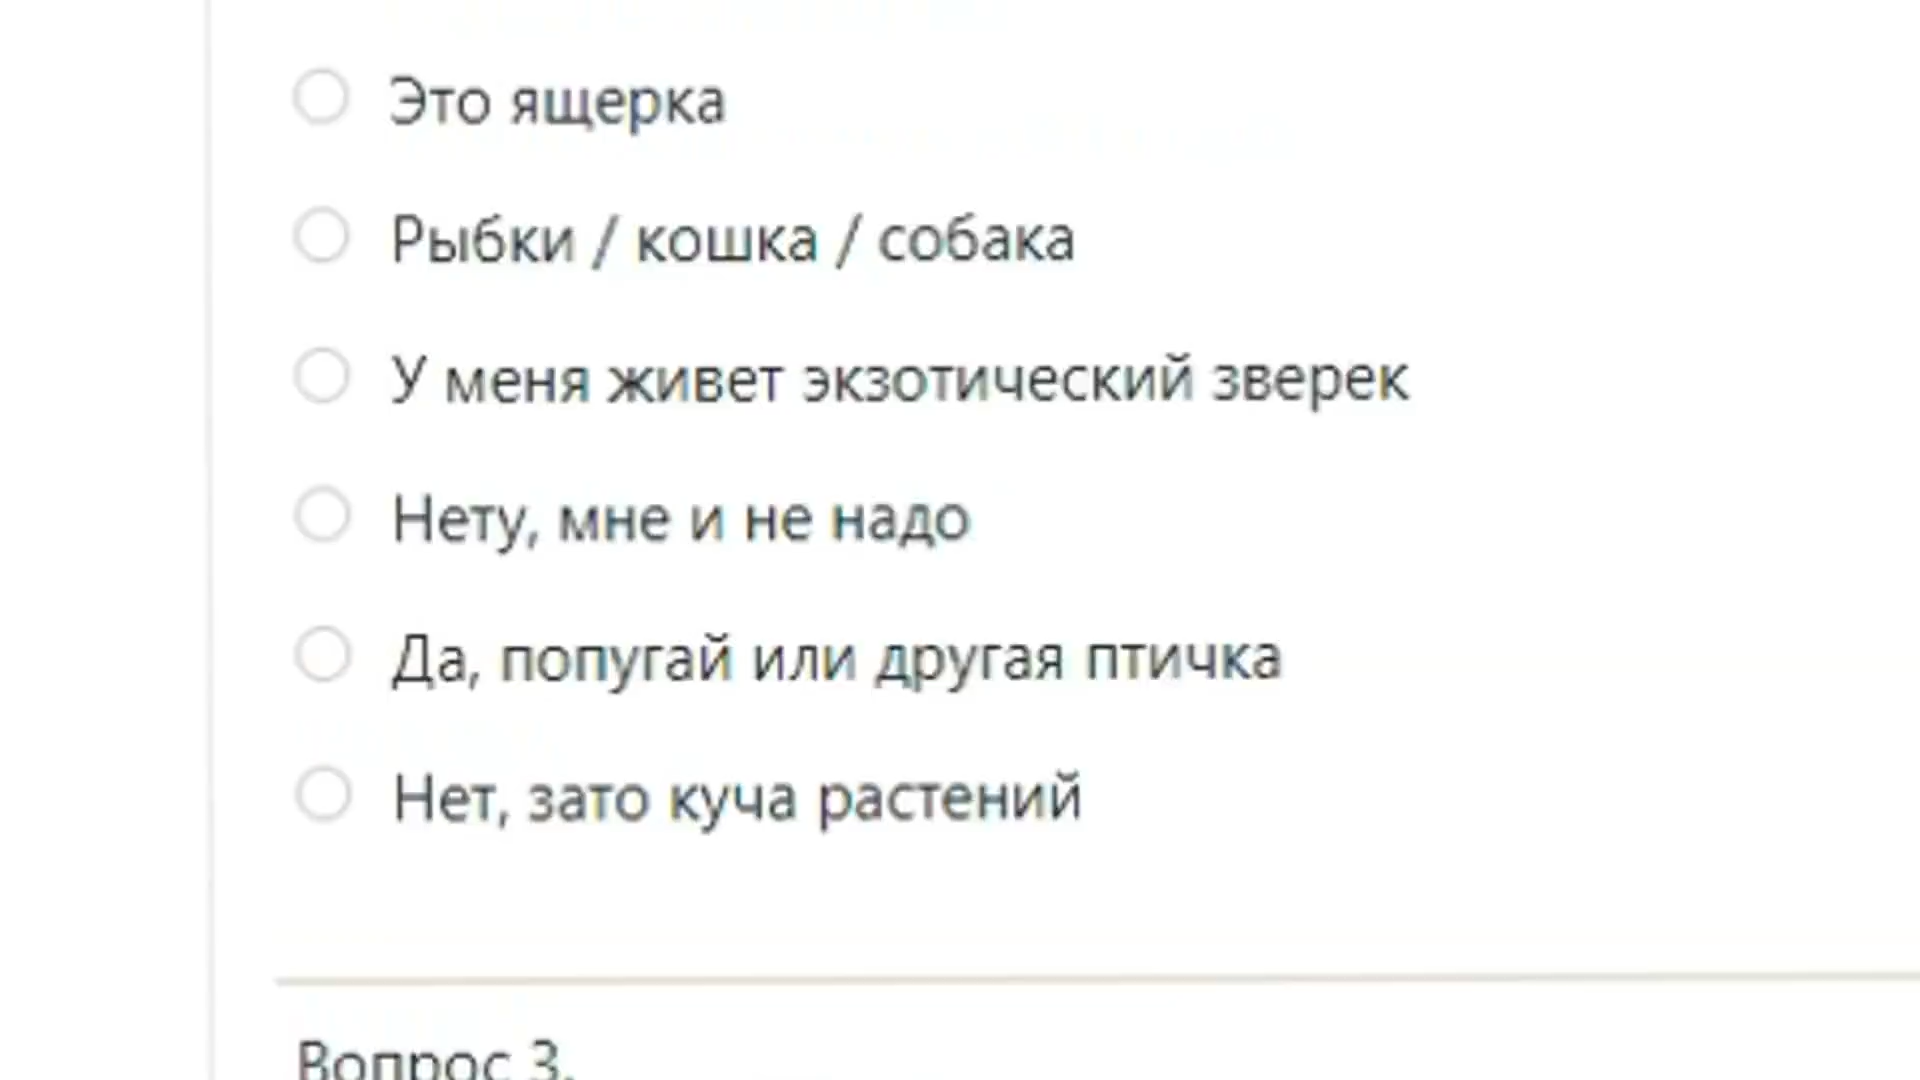 Это ящерка
Рыбки / кошка / собака
У меня живет экзотический зверек
Нету, мне и не надо
Да, попугай или другая птичка
Нет, зато куча растений
Вопрос 3.